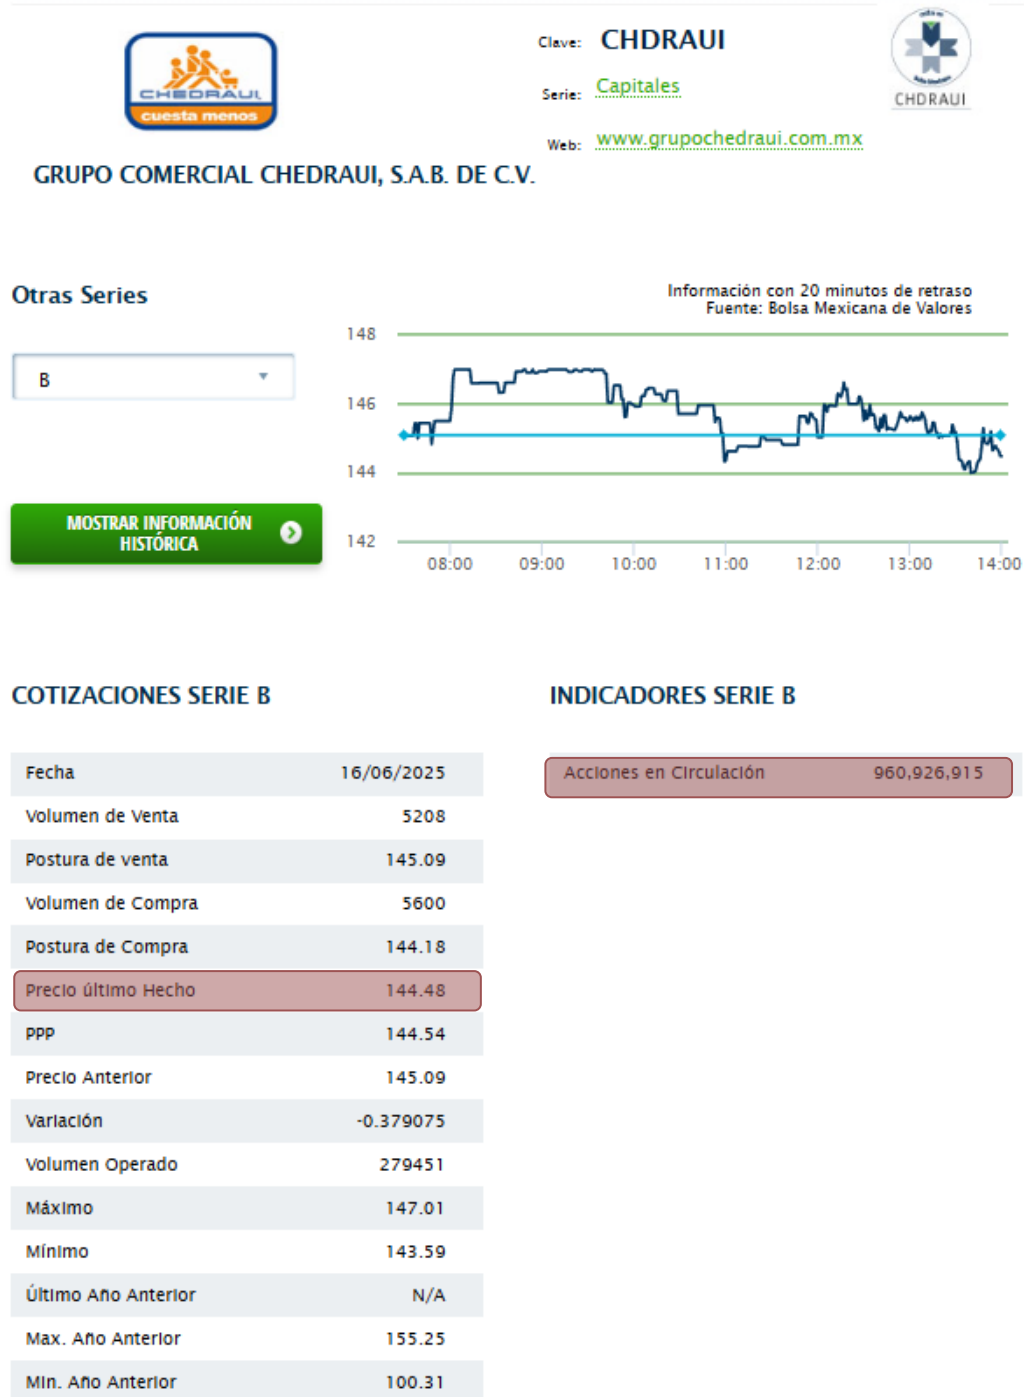 CHEDRAUI
cuesta menos
Clave: CHDRAUI
Serie: Capitales
Web: www.grupochedraui.com.mx
CHDRAUI
GRUPO COMERCIAL CHEDRAUI, S.A.B. DE C.V.
Otras Series
B
MOSTRAR INFORMACIÓN
HISTÓRICA
Información con 20 minutos de retraso
Fuente: Bolsa Mexicana de Valores
148
146
144
142
08:00 09:00 10:00 11:00 12:00 13:00 14:00
COTIZACIONES SERIE B
Fecha 16/06/2025
Volumen de Venta 5208
Postura de venta 145.09
Volumen de Compra 5600
Postura de Compra 144.18
Precio último Hecho 144.48
PPP 144.54
Precio Anterior 145.09
Variación -0.379075
Volumen Operado 279451
Máximo 147.01
Mínimo 143.59
Último Año Anterior N/A
Max. Año Anterior 155.25
Min. Año Anterior 100.31
INDICADORES SERIE B
Acciones en Circulación 960,926,915